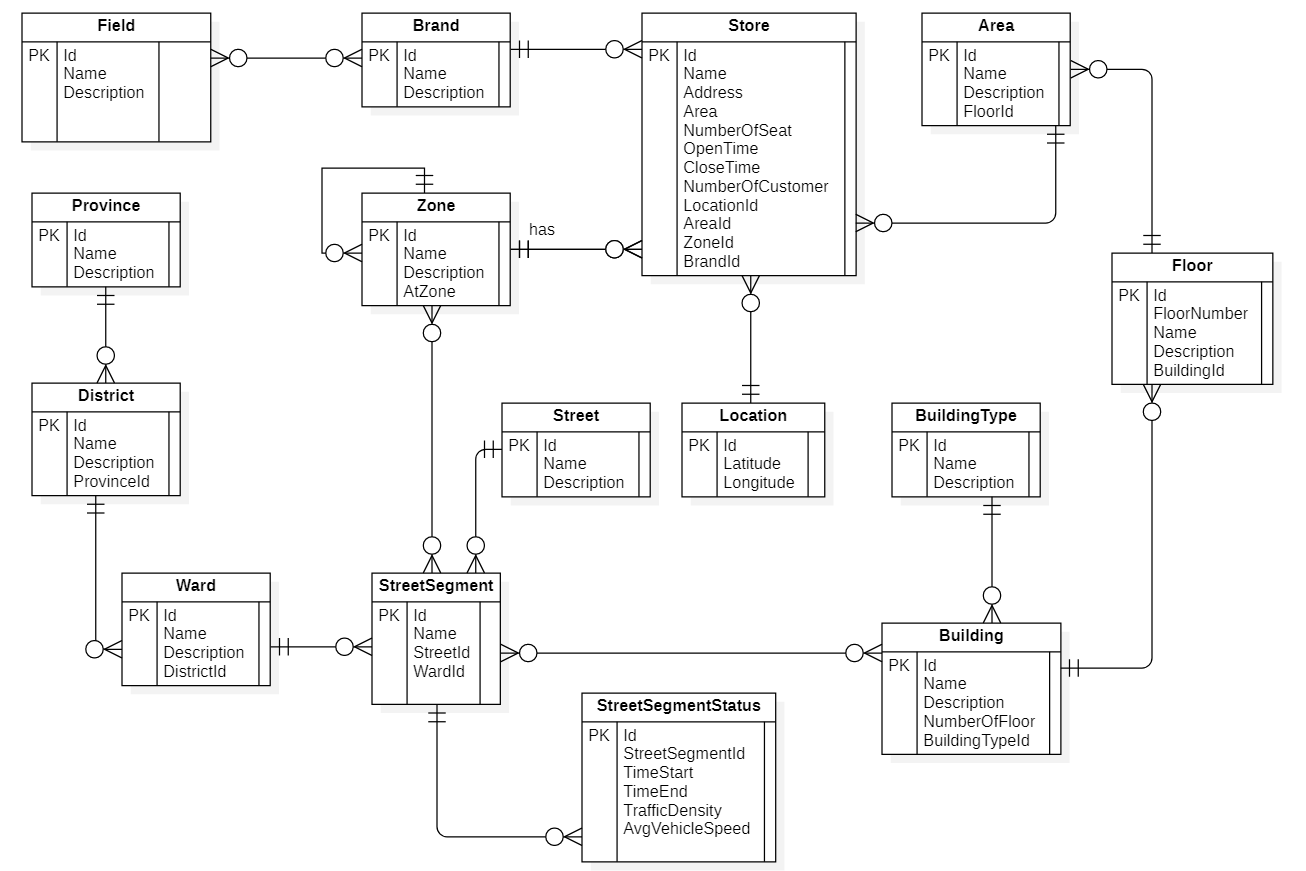 Field
PK Id
Name
Description
Brand
PK Id
Name
Description
Store
PK Id
Name
Address
Area
NumberOfSeat
OpenTime
CloseTime
NumberOfCustomer
LocationId
AreaId
ZoneId
BrandId
Area
PK Id
Name
Description
FloorId
Province
PK Id
Name
Description
Zone
PK Id
Name
Description
AtZone
has
Floor
PK Id
FloorNumber
Name
Description
BuildingId
District
PK Id
Name
Description
ProvinceId
Street
PK Id
Name
Description
Location
PK Id
Latitude
Longitude
BuildingType
PK Id
Name
Description
Ward
PK Id
Name
Description
DistrictId
StreetSegment
PK Id
Name
StreetId
WardId
Building
PK Id
Name
Description
NumberOfFloor
BuildingTypeId
StreetSegmentStatus
PK Id
StreetSegmentId
TimeStart
TimeEnd
TrafficDensity
AvgVehicleSpeed